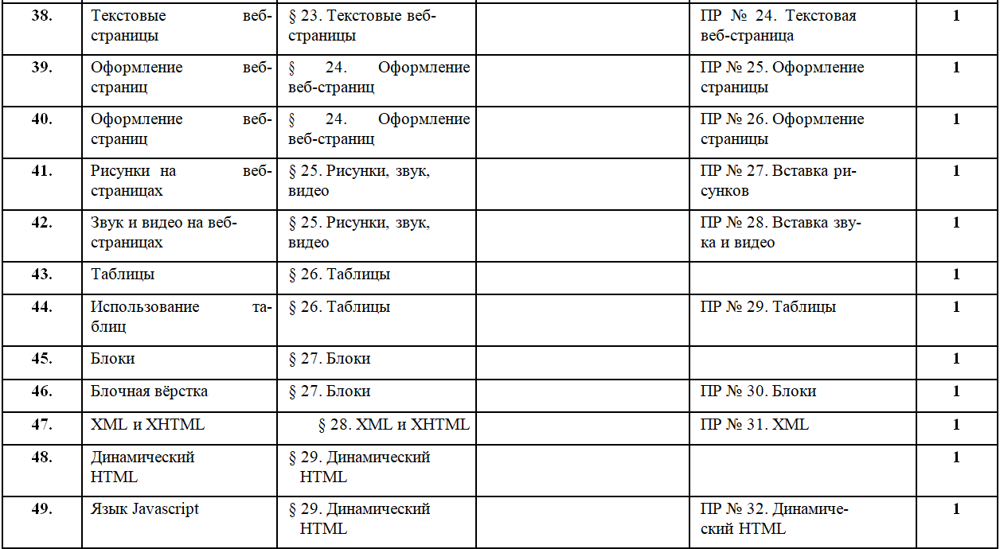 38. Текстовые веб- § 23. Текстовые веб- ПР № 24. Текстовая 1
страницы страницы веб-страница
39. Оформление веб- § 24. Оформление ПР № 25. Оформление 1
страниц веб-страниц страницы
40. Оформление веб- § 24. Оформление ПР № 26. Оформление 1
страниц веб-страниц страницы
41. Рисунки на веб- § 25. Рисунки, звук, ПР № 27. Вставка ри- 1
страницах видео сунков
42. Звук и видео на веб- § 25. Рисунки, звук, ПР № 28. Вставка зву- 1
страницах видео ка и видео
43. Таблицы § 26. Таблицы 1
44. Использование та- § 26. Таблицы ПР № 29. Таблицы 1
блиц
45. Блоки § 27. Блоки 1
46. Блочная вёрстка § 27. Блоки ПР № 30. Блоки 1
47. XML и XHTML § 28. XML и XHTML ПР № 31. XML 1
48. Динамический § 29. Динамический 1
HTML HTML
49. Язык Javascript § 29. Динамический ПР № 32. Динамиче- 1
HTML ский HTML